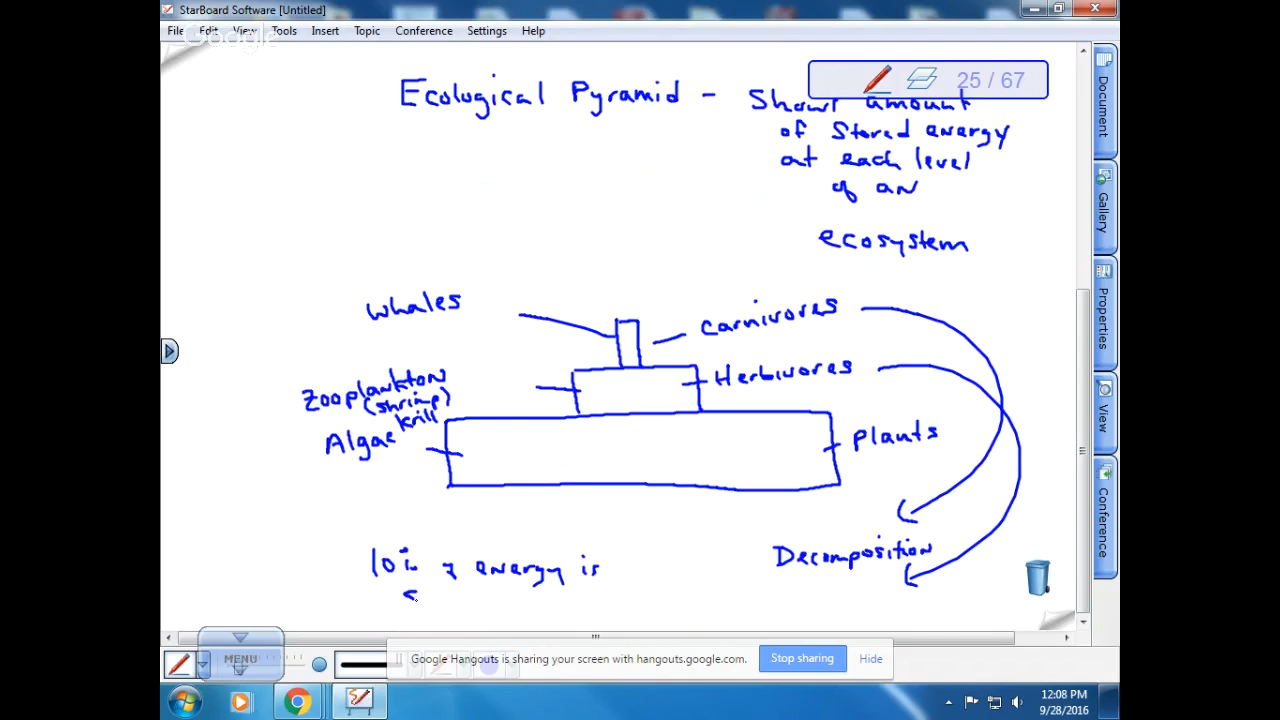 StarBoard Software [Untitled]
File Edit View Tools Insert Topic Conference Settings Help
Google
25 / 67
Ecological Pyramid - Shows amount
of Stored energy
at each level
of an
ecosystem
whales
carnivores
Zooplankton
(shrimp)
krill
Herbivores
Algae
plants
10% of energy is
Decomposition
Document
Gallery
Properties
View
Conference
MENU
Google Hangouts is sharing your screen with hangouts.google.com.
Stop sharing
Hide
12:08 PM
9/28/2016